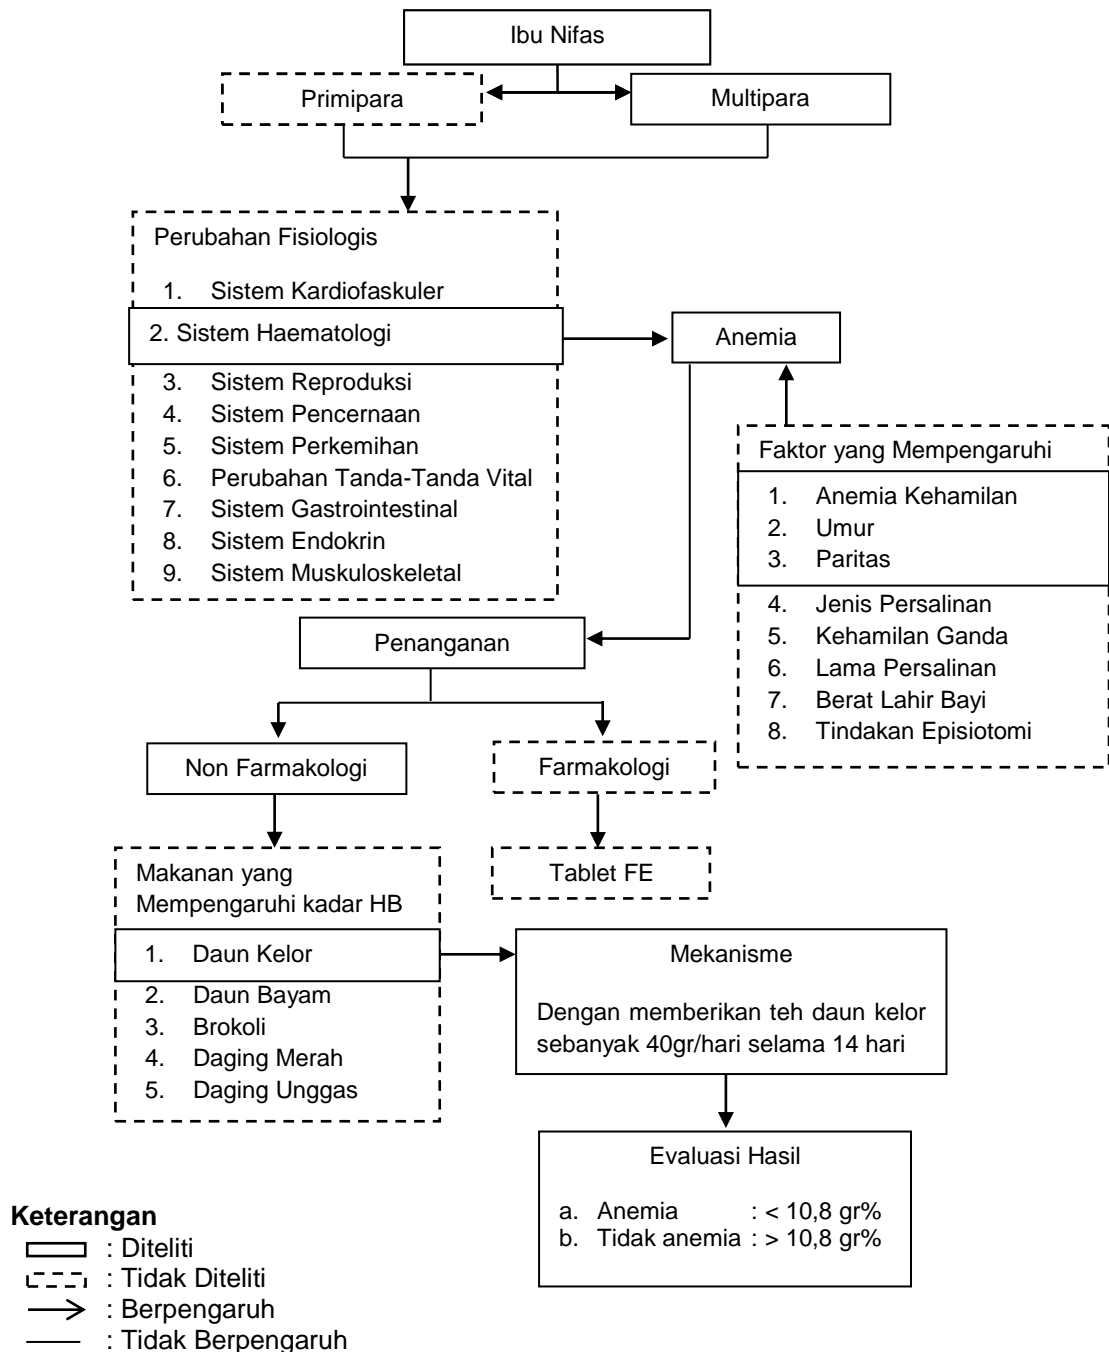 Ibu Nifas
Primipara
Multipara
Perubahan Fisiologis
1. Sistem Kardiofaskuler
2. Sistem Haematologi
3. Sistem Reproduksi
4. Sistem Pencernaan
5. Sistem Perkemihan
6. Perubahan Tanda-Tanda Vital
7. Sistem Gastrointestinal
8. Sistem Endokrin
9. Sistem Muskuloskeletal
Anemia
Faktor yang Mempengaruhi
1. Anemia Kehamilan
2. Umur
3. Paritas
4. Jenis Persalinan
5. Kehamilan Ganda
6. Lama Persalinan
7. Berat Lahir Bayi
8. Tindakan Episiotomi
Penanganan
Non Farmakologi
Farmakologi
Tablet FE
Makanan yang
Mempengaruhi kadar HB
1. Daun Kelor
2. Daun Bayam
3. Brokoli
4. Daging Merah
5. Daging Unggas
Mekanisme
Dengan memberikan teh daun kelor
sebanyak 40gr/hari selama 14 hari
Evaluasi Hasil
a. Anemia : < 10,8 gr%
b. Tidak anemia : > 10,8 gr%
Keterangan
: Diteliti
: Tidak Diteliti
: Berpengaruh
: Tidak Berpengaruh